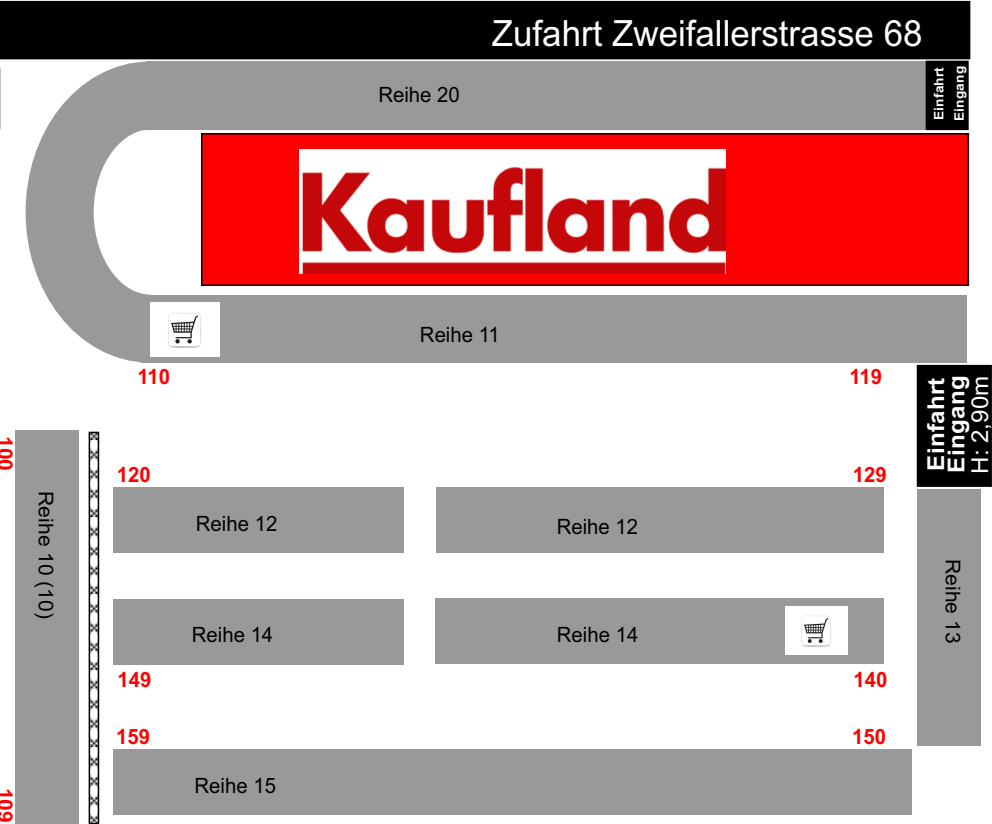 Zufahrt Zweifallerstrasse 68
Reihe 20
Einfahrt
Eingang
Kaufland
Reihe 11
110
119
Einfahrt
Eingang
H: 2,90m
100
120
129
Reihe 10 (10)
Reihe 12
Reihe 12
Reihe 13
Reihe 14
Reihe 14
149
140
159
150
Reihe 15
109